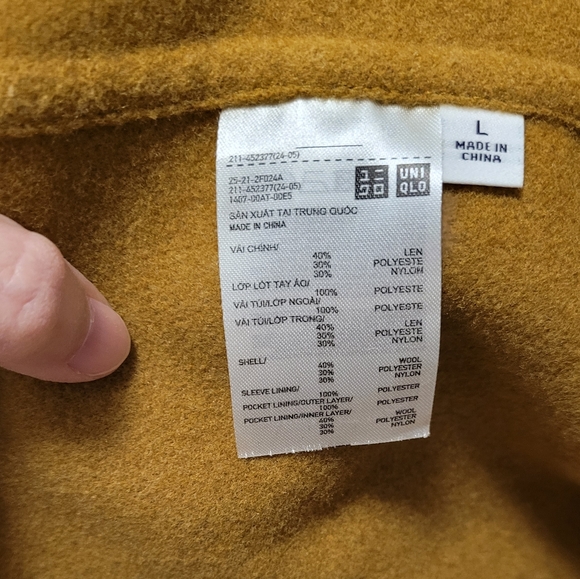 211-452377(24-05)
25-21-2F024A
211-452377(24-05)
1407-00AT-00E5
ユニ
クロ
UNI
QLO
L
MADE IN
CHINA
SẢN XUẤT TẠI TRUNG QUỐC
MADE IN CHINA
VẢI CHÍNH/
40% LEN
30% POLYESTE
30% NYLON
LỚP LÓT TAY ÁO/
100% POLYESTE
VẢI TÚI/LỚP NGOÀI/
100% POLYESTE
VẢI TÚI/LỚP TRONG/
40% LEN
30% POLYESTE
30% NYLON
SHELL/
40% WOOL
30% POLYESTER
30% NYLON
SLEEVE LINING/
100% POLYESTER
POCKET LINING/OUTER LAYER/
100% POLYESTER
POCKET LINING/INNER LAYER/
40% WOOL
30% POLYESTER
30% NYLON